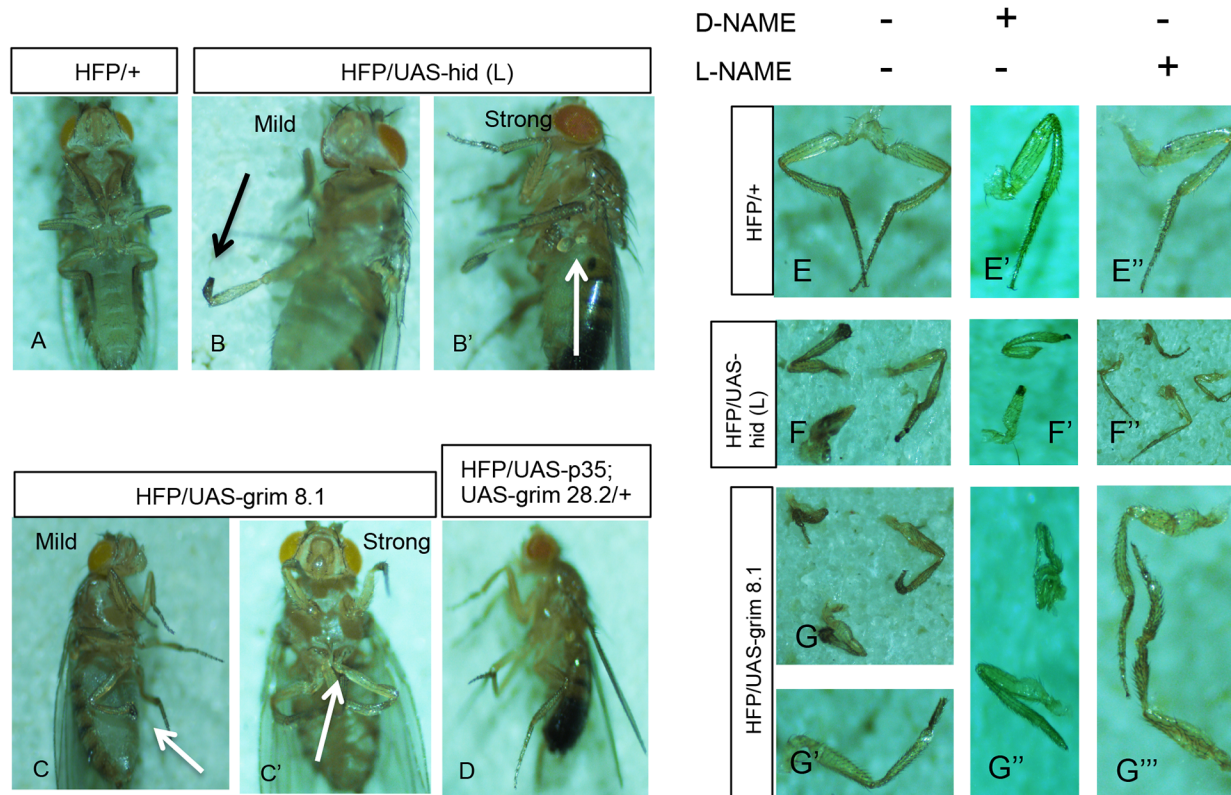 HFP/+
HFP/UAS-hid (L)
Mild
Strong
A
B
B’
HFP/UAS-grim 8.1
HFP/UAS-p35;
UAS-grim 28.2/+
Mild
Strong
C
C’
D
D-NAME - + -
L-NAME - - +
HFP/+
E
E’
E’’
HFP/UAS-
hid (L)
F
F’
F’’
HFP/UAS-grim 8.1
G
G’
G’’
G’’’